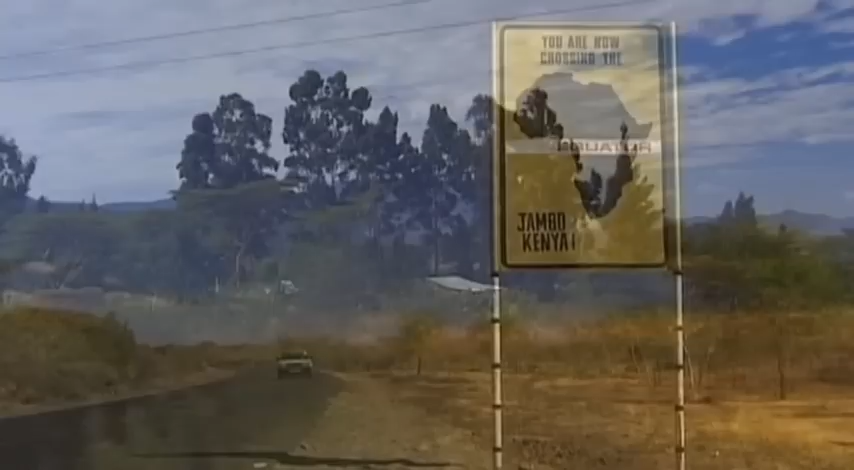 YOU ARE NOW
CROSSING THE
EQUATOR
JAMBO
KENYA!